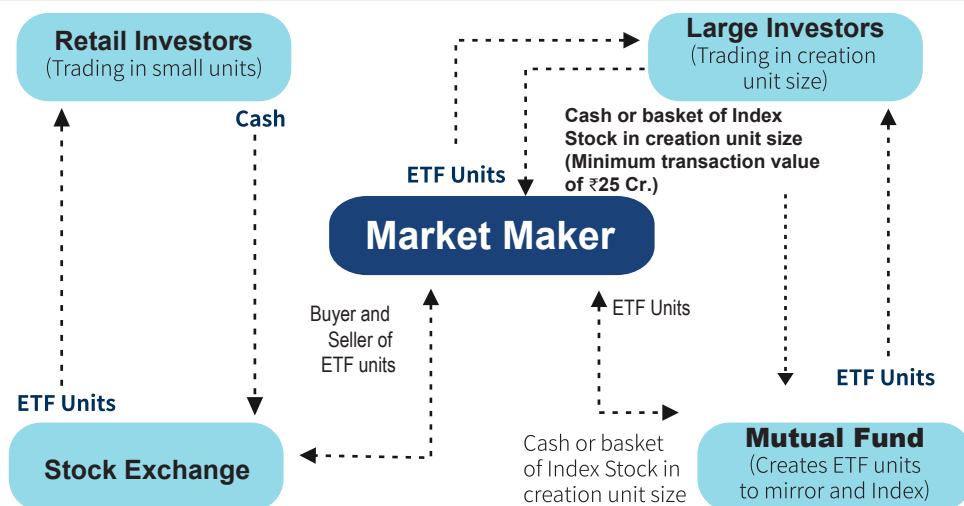 Retail Investors
(Trading in small units)
Large Investors
(Trading in creation
unit size)
Cash
Cash or basket of Index
Stock in creation unit size
(Minimum transaction value
of ₹25 Cr.)
ETF Units
Market Maker
Buyer and
Seller of
ETF units
ETF Units
ETF Units
ETF Units
Stock Exchange
Cash or basket
of Index Stock in
creation unit size
Mutual Fund
(Creates ETF units
to mirror and Index)